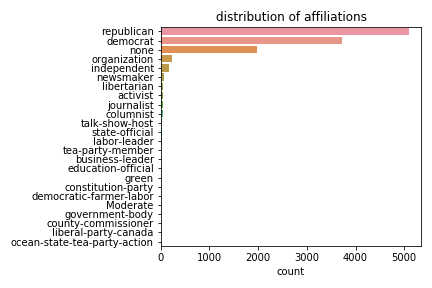 distribution of affiliations
republican
democrat
none
organization
independent
newsmaker
libertarian
activist
journalist
columnist
talk-show-host
state-official
labor-leader
tea-party-member
business-leader
education-official
green
constitution-party
democratic-farmer-labor
Moderate
government-body
county-commissioner
liberal-party-canada
ocean-state-tea-party-action
0 1000 2000 3000 4000 5000
count